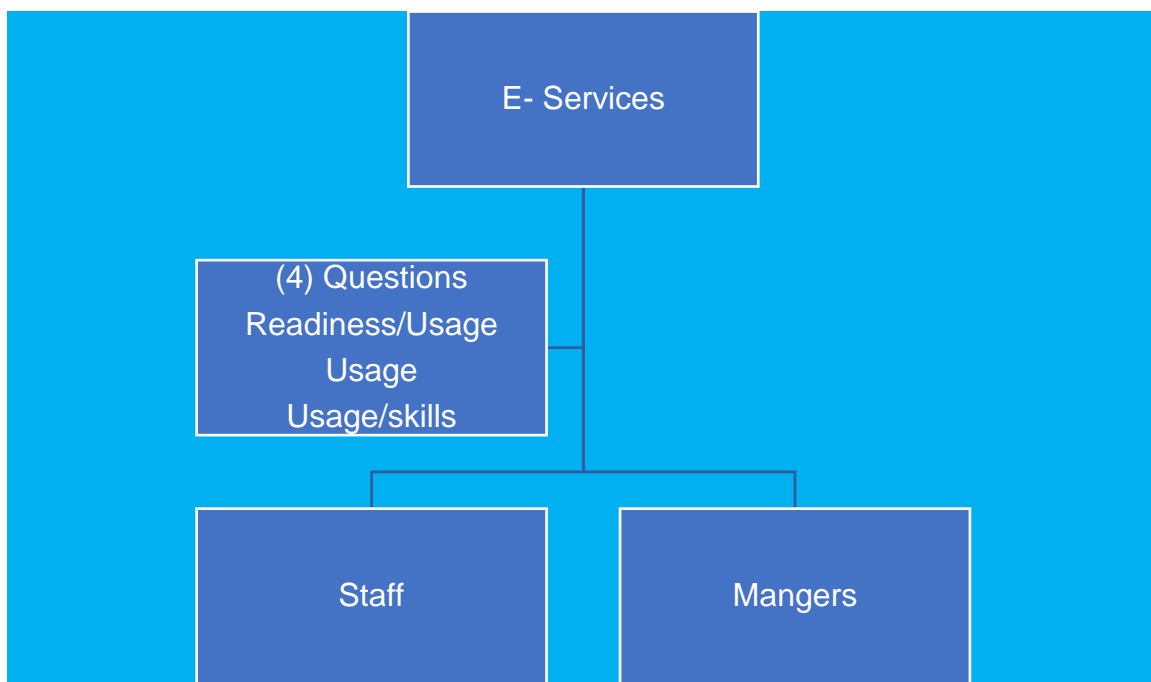 E- Services
(4) Questions
Readiness/Usage
Usage
Usage/skills
Staff
Mangers